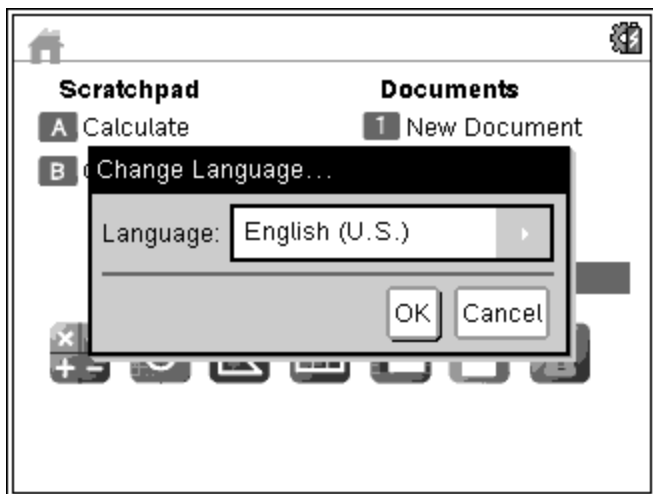 Scratchpad
Documents
A Calculate
1 New Document
B
Change Language...
Language: English (U.S.)
OK Cancel